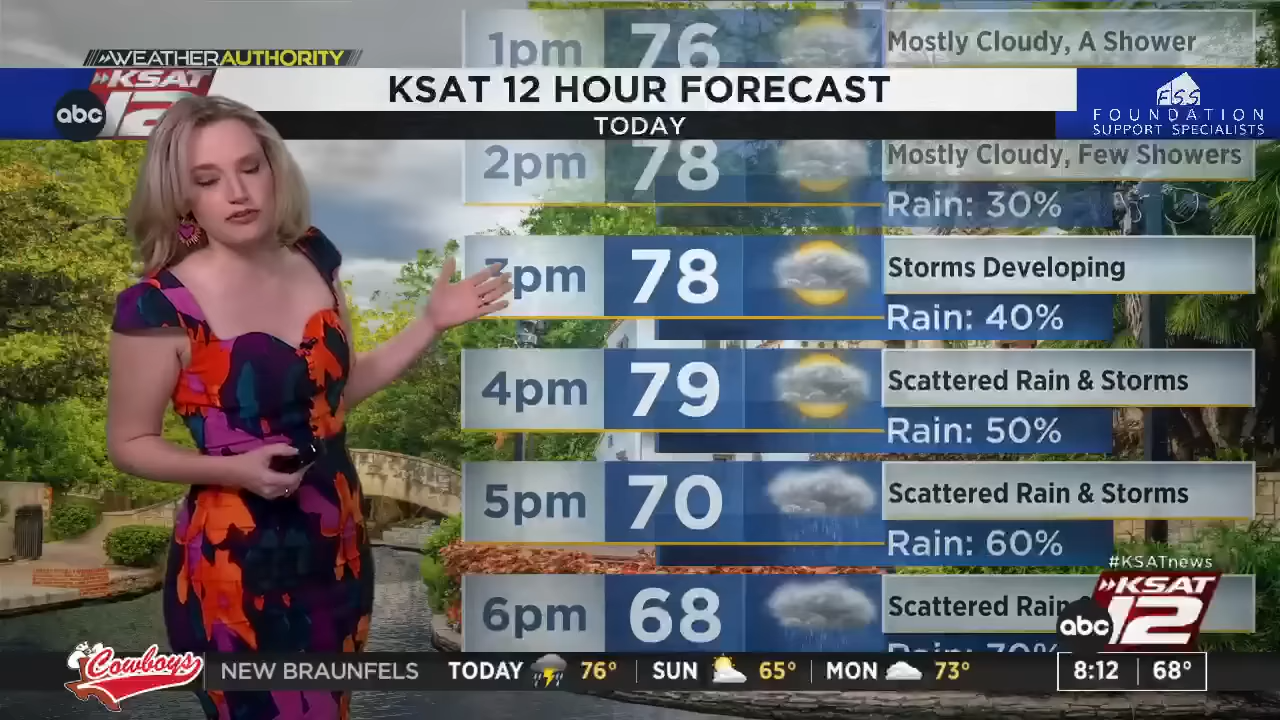 1pm 76 Mostly Cloudy, A Shower
WEATHER AUTHORITY
KSAT
abc 12
KSAT 12 HOUR FORECAST
TODAY
FSS
FOUNDATION
SUPPORT SPECIALISTS
2pm 78 Mostly Cloudy, Few Showers
Rain: 30%
3pm 78 Storms Developing
Rain: 40%
4pm 79 Scattered Rain & Storms
Rain: 50%
5pm 70 Scattered Rain & Storms
Rain: 60%
#KSATnews
6pm 68 Scattered Rain
KSAT
abc 12
70%
Cowboys
NEW BRAUNFELS TODAY 76° SUN 65° MON 73° 8:12 68°